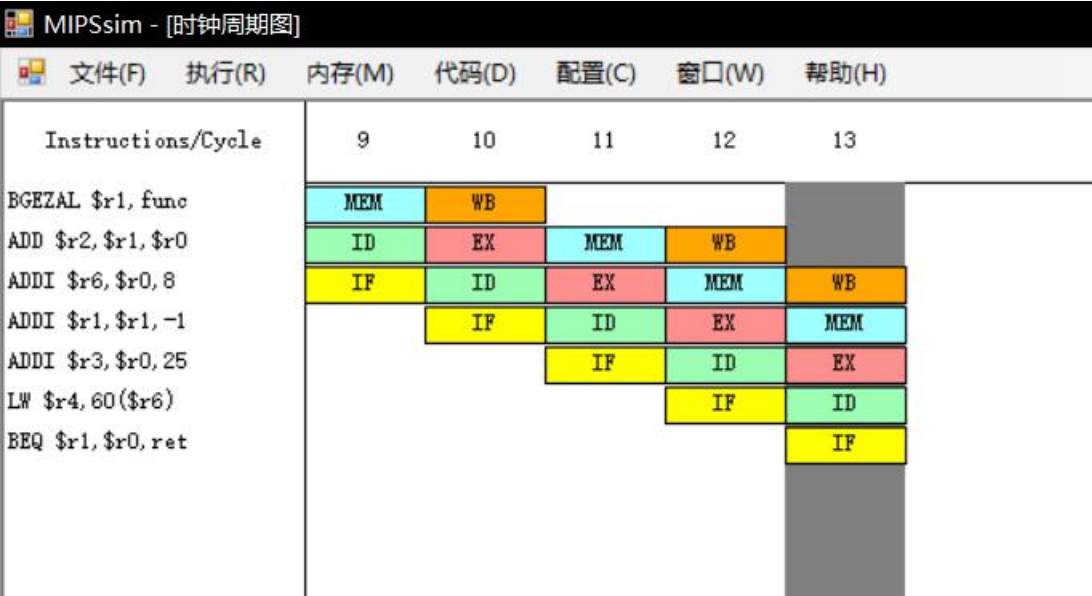 MIPSsim - [时钟周期图]
文件(F) 执行(R) 内存(M) 代码(D) 配置(C) 窗口(W) 帮助(H)
Instructions/Cycle 9 10 11 12 13
BGEZAL $r1,func MEM WB
ADD $r2,$r1,$r0 ID EX MEM WB
ADDI $r6,$r0,8 IF ID EX MEM WB
ADDI $r1,$r1,-1 IF ID EX MEM
ADDI $r3,$r0,25 IF ID EX
LW $r4,60($r6) IF ID
BEQ $r1,$r0,ret IF